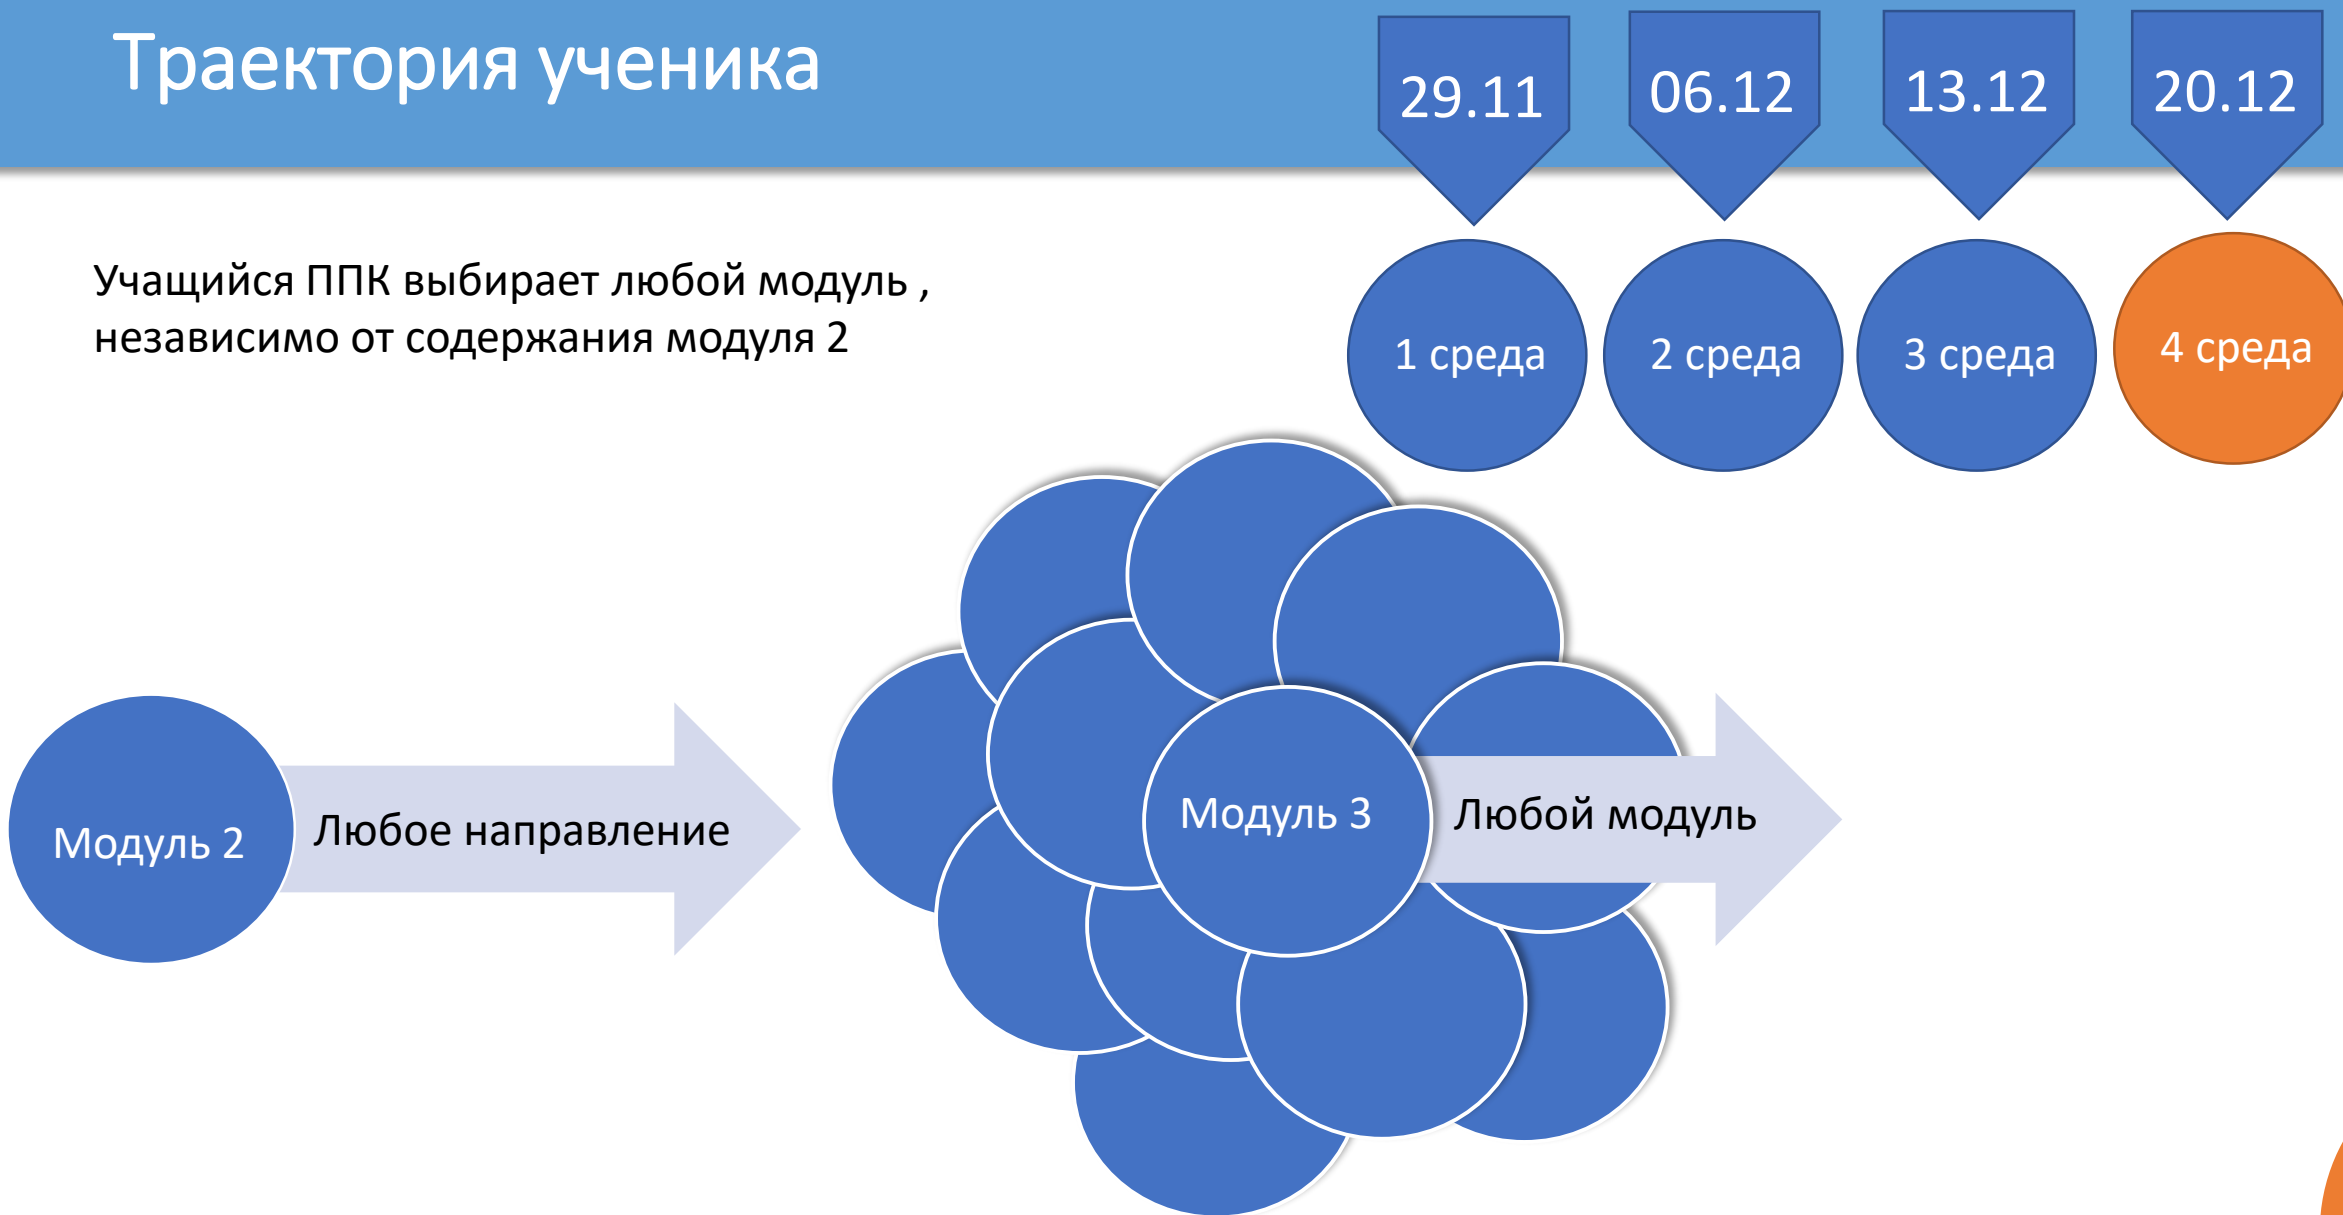 Траектория ученика
29.11
06.12
13.12
20.12
Учащийся ППК выбирает любой модуль ,
независимо от содержания модуля 2
1 среда
2 среда
3 среда
4 среда
Модуль 2
Любое направление
Модуль 3
Любой модуль